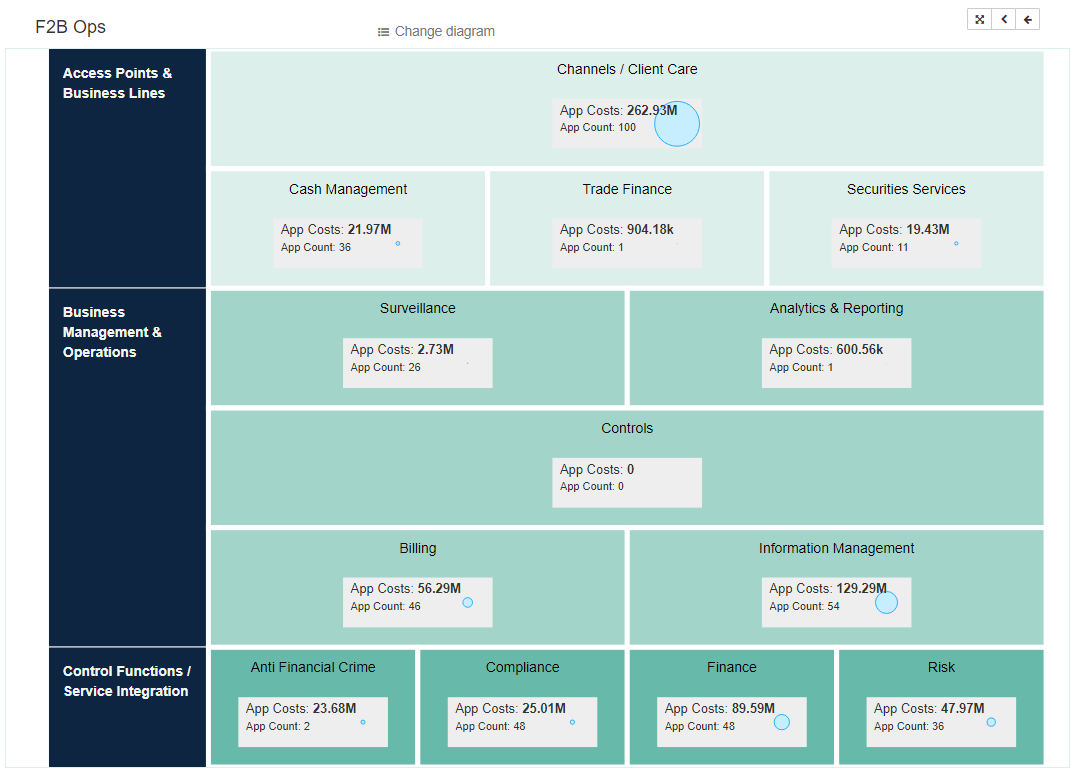 F2B Ops
Change diagram
Access Points &
Business Lines
Channels / Client Care
App Costs: 262.93M
App Count: 100
Cash Management
App Costs: 21.97M
App Count: 36
Trade Finance
App Costs: 904.18k
App Count: 1
Securities Services
App Costs: 19.43M
App Count: 11
Business
Management &
Operations
Surveillance
App Costs: 2.73M
App Count: 26
Analytics & Reporting
App Costs: 600.56k
App Count: 1
Controls
App Costs: 0
App Count: 0
Billing
App Costs: 56.29M
App Count: 46
Information Management
App Costs: 129.29M
App Count: 54
Control Functions /
Service Integration
Anti Financial Crime
App Costs: 23.68M
App Count: 2
Compliance
App Costs: 25.01M
App Count: 48
Finance
App Costs: 89.59M
App Count: 48
Risk
App Costs: 47.97M
App Count: 36